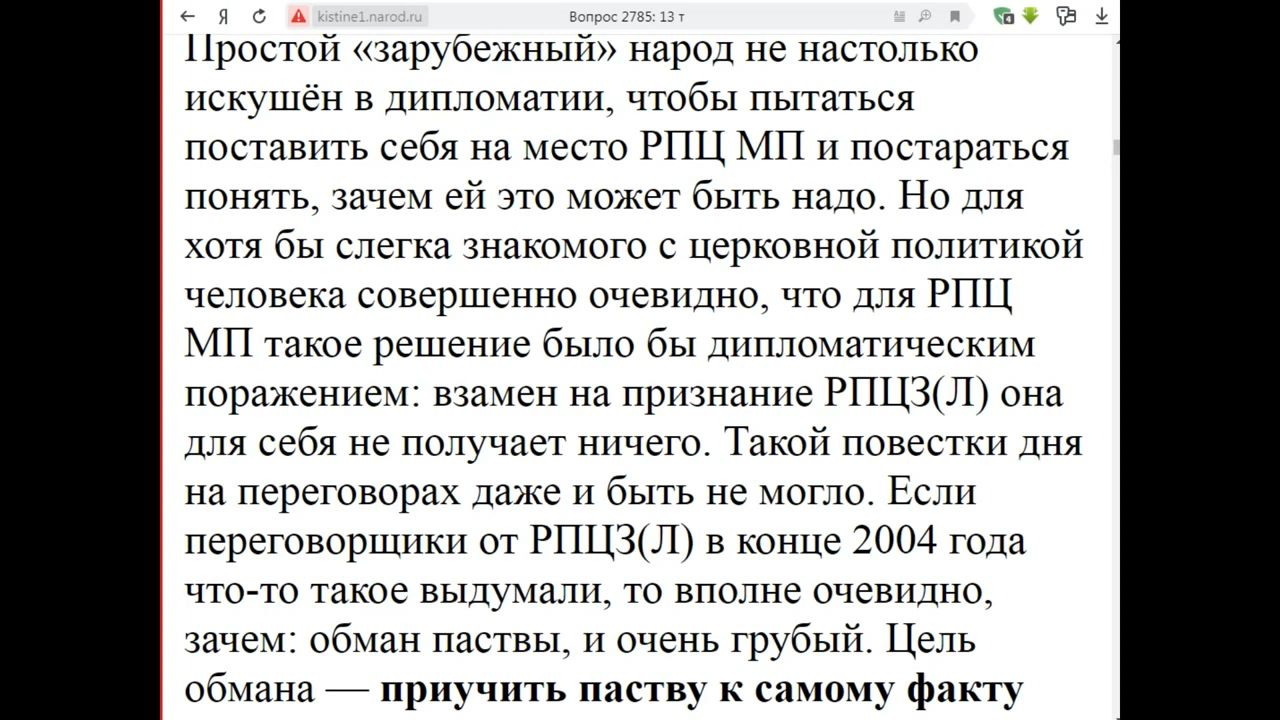 Я
kistine1.narod.ru
Вопрос 2785: 13 т
4
Простой «зарубежный» народ не настолько
искушён в дипломатии, чтобы пытаться
поставить себя на место РПЦ МП и постараться
понять, зачем ей это может быть надо. Но для
хотя бы слегка знакомого с церковной политикой
человека совершенно очевидно, что для РПЦ
МП такое решение было бы дипломатическим
поражением: взамен на признание РПЦЗ(Л) она
для себя не получает ничего. Такой повестки дня
на переговорах даже и быть не могло. Если
переговорщики от РПЦЗ(Л) в конце 2004 года
что-то такое выдумали, то вполне очевидно,
зачем: обман паствы, и очень грубый. Цель
обмана — приучить паству к самому факту